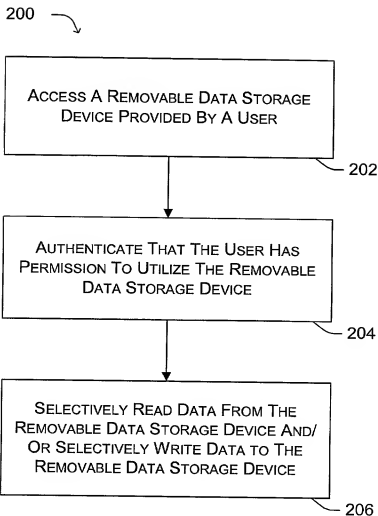 200
ACCESS A REMOVABLE DATA STORAGE
DEVICE PROVIDED BY A USER
202
AUTHENTICATE THAT THE USER HAS
PERMISSION TO UTILIZE THE REMOVABLE
DATA STORAGE DEVICE
204
SELECTIVELY READ DATA FROM THE
REMOVABLE DATA STORAGE DEVICE AND/
OR SELECTIVELY WRITE DATA TO THE
REMOVABLE DATA STORAGE DEVICE
206